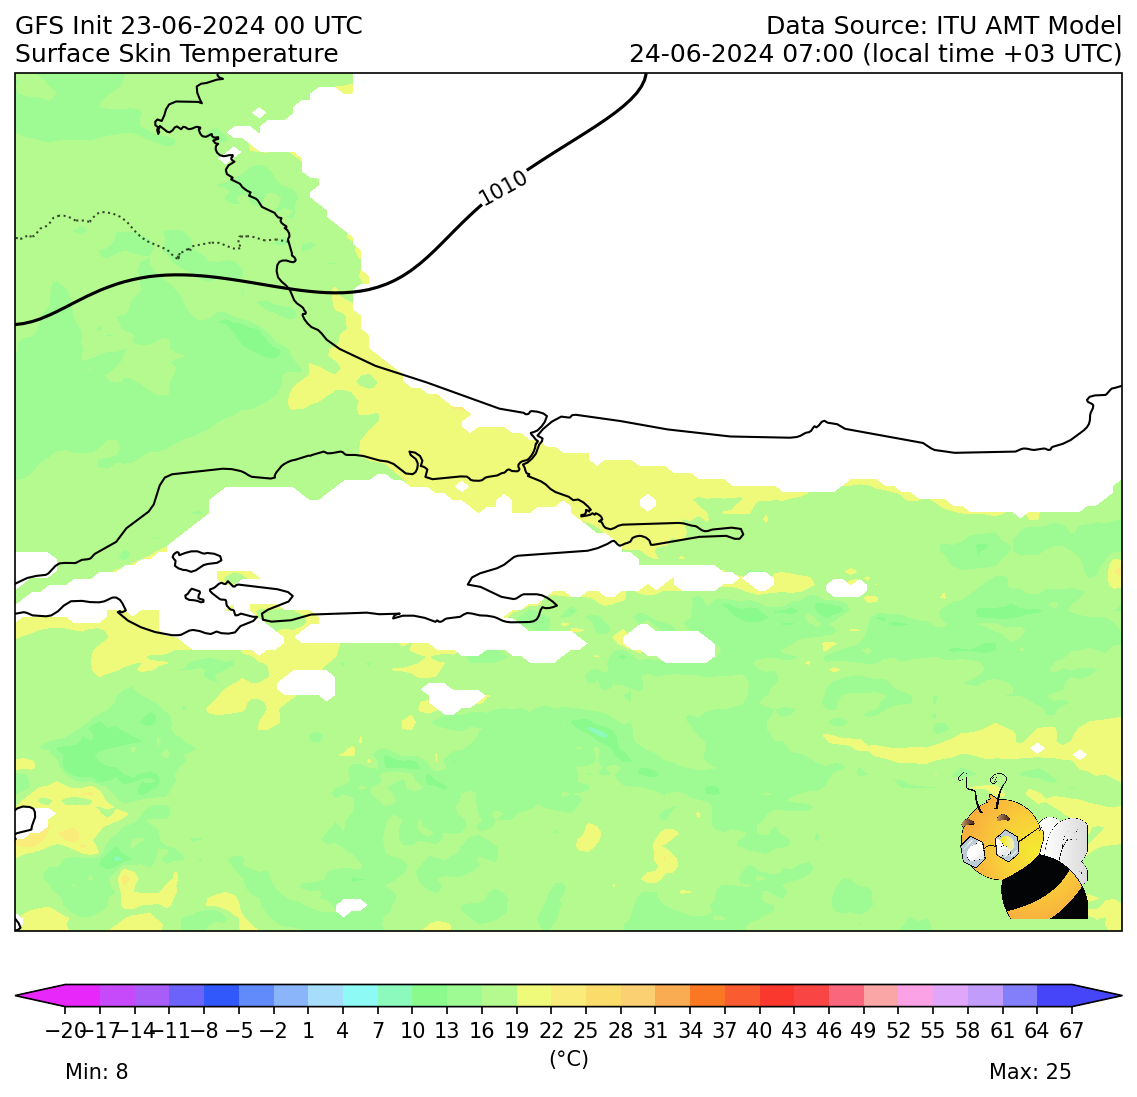 GFS Init 23-06-2024 00 UTC
Data Source: ITU AMT Model
Surface Skin Temperature
24-06-2024 07:00 (local time +03 UTC)
1010
−20 −17 −14 −11 −8 −5 −2 1 4 7 10 13 16 19 22 25 28 31 34 37 40 43 46 49 52 55 58 61 64 67
(°C)
Min: 8
Max: 25